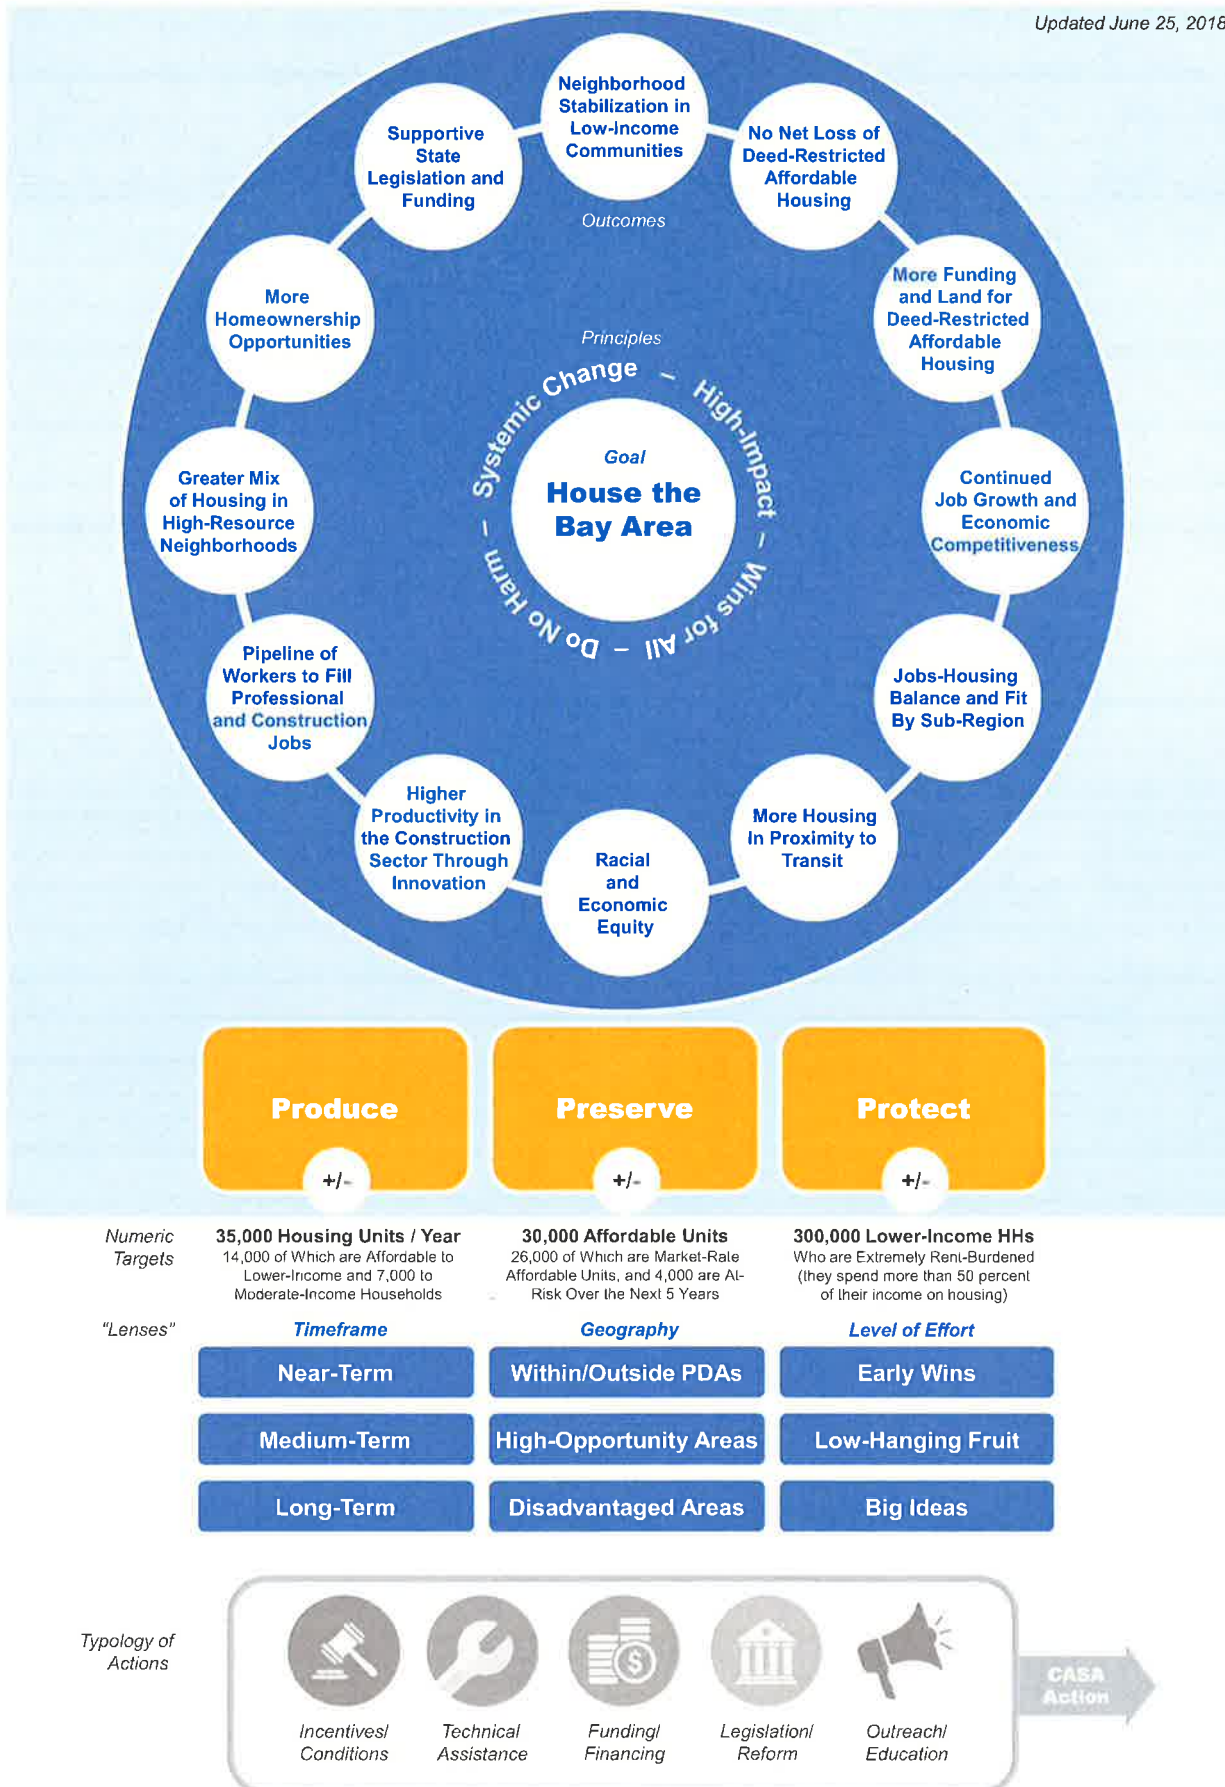 Updated June 25, 2018
Neighborhood
Stabilization in
Low-Income
Communities
No Net Loss of
Deed-Restricted
Affordable
Housing
More Funding
and Land for
Deed-Restricted
Affordable
Housing
Continued
Job Growth and
Economic
Competitiveness
Jobs-Housing
Balance and Fit
By Sub-Region
More Housing
In Proximity to
Transit
Racial
and
Economic
Equity
Higher
Productivity in
the Construction
Sector Through
Innovation
Pipeline of
Workers to Fill
Professional
and Construction
Jobs
Greater Mix
of Housing in
High-Resource
Neighborhoods
More
Homeownership
Opportunities
Supportive
State
Legislation and
Funding
Outcomes
Principles
Systemic Change – High-Impact – Wins for All – Do No Harm –
Goal
House the
Bay Area
Produce
+/-
Preserve
+/-
Protect
+/-
Numeric
Targets
35,000 Housing Units / Year
14,000 of Which are Affordable to
Lower-Income and 7,000 to
Moderate-Income Households
30,000 Affordable Units
26,000 of Which are Market-Rate
Affordable Units, and 4,000 are At-
Risk Over the Next 5 Years
300,000 Lower-Income HHs
Who are Extremely Rent-Burdened
(they spend more than 50 percent
of their income on housing)
"Lenses"
Timeframe
Geography
Level of Effort
Near-Term
Within/Outside PDAs
Early Wins
Medium-Term
High-Opportunity Areas
Low-Hanging Fruit
Long-Term
Disadvantaged Areas
Big Ideas
Typology of
Actions
$
Incentives/
Conditions
Technical
Assistance
Funding/
Financing
Legislation/
Reform
Outreach/
Education
CASA
Action